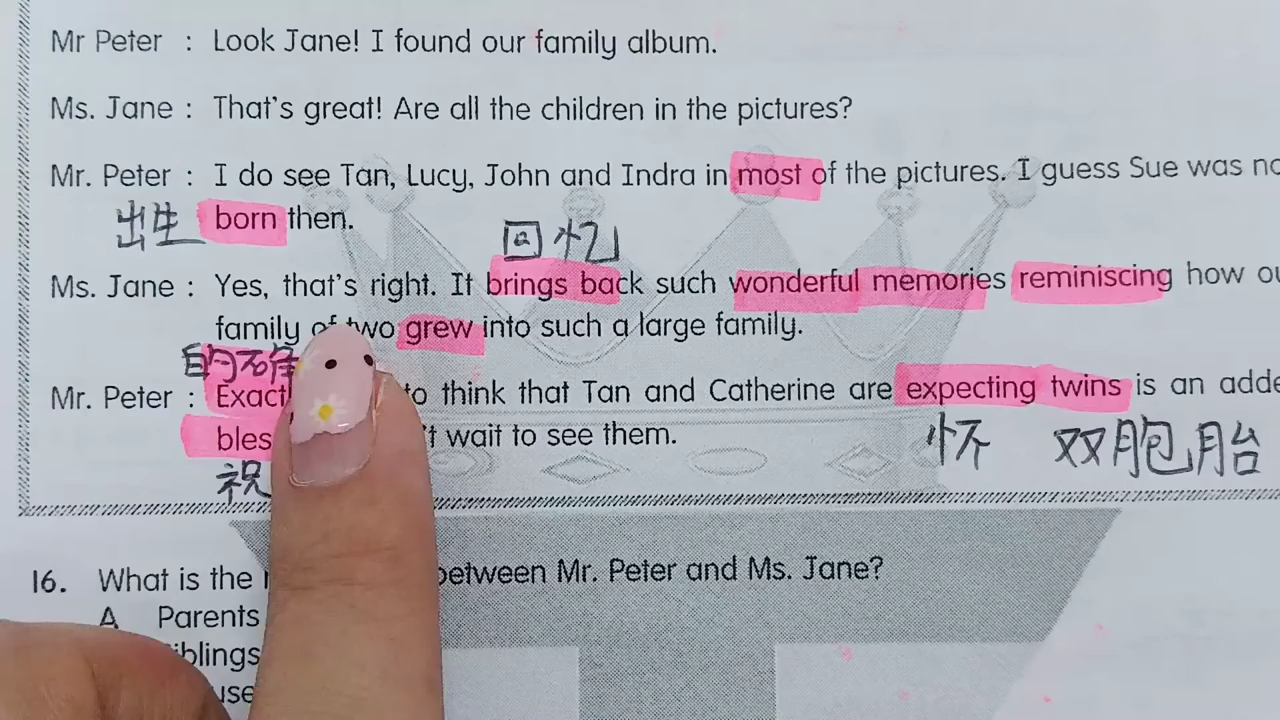 Mr Peter : Look Jane! I found our family album.
Ms. Jane : That's great! Are all the children in the pictures?
Mr. Peter : I do see Tan, Lucy, John and Indra in most of the pictures. I guess Sue was
出生 born then.
回忆
Ms. Jane : Yes, that's right. It brings back such wonderful memories reminiscing how
family of two grew into such a large family.
的确
Mr. Peter : to think that Tan and Catherine are expecting twins is an
wait to see them.
怀 双胞胎
祝
16. What is the between Mr. Peter and Ms. Jane?
A Parents